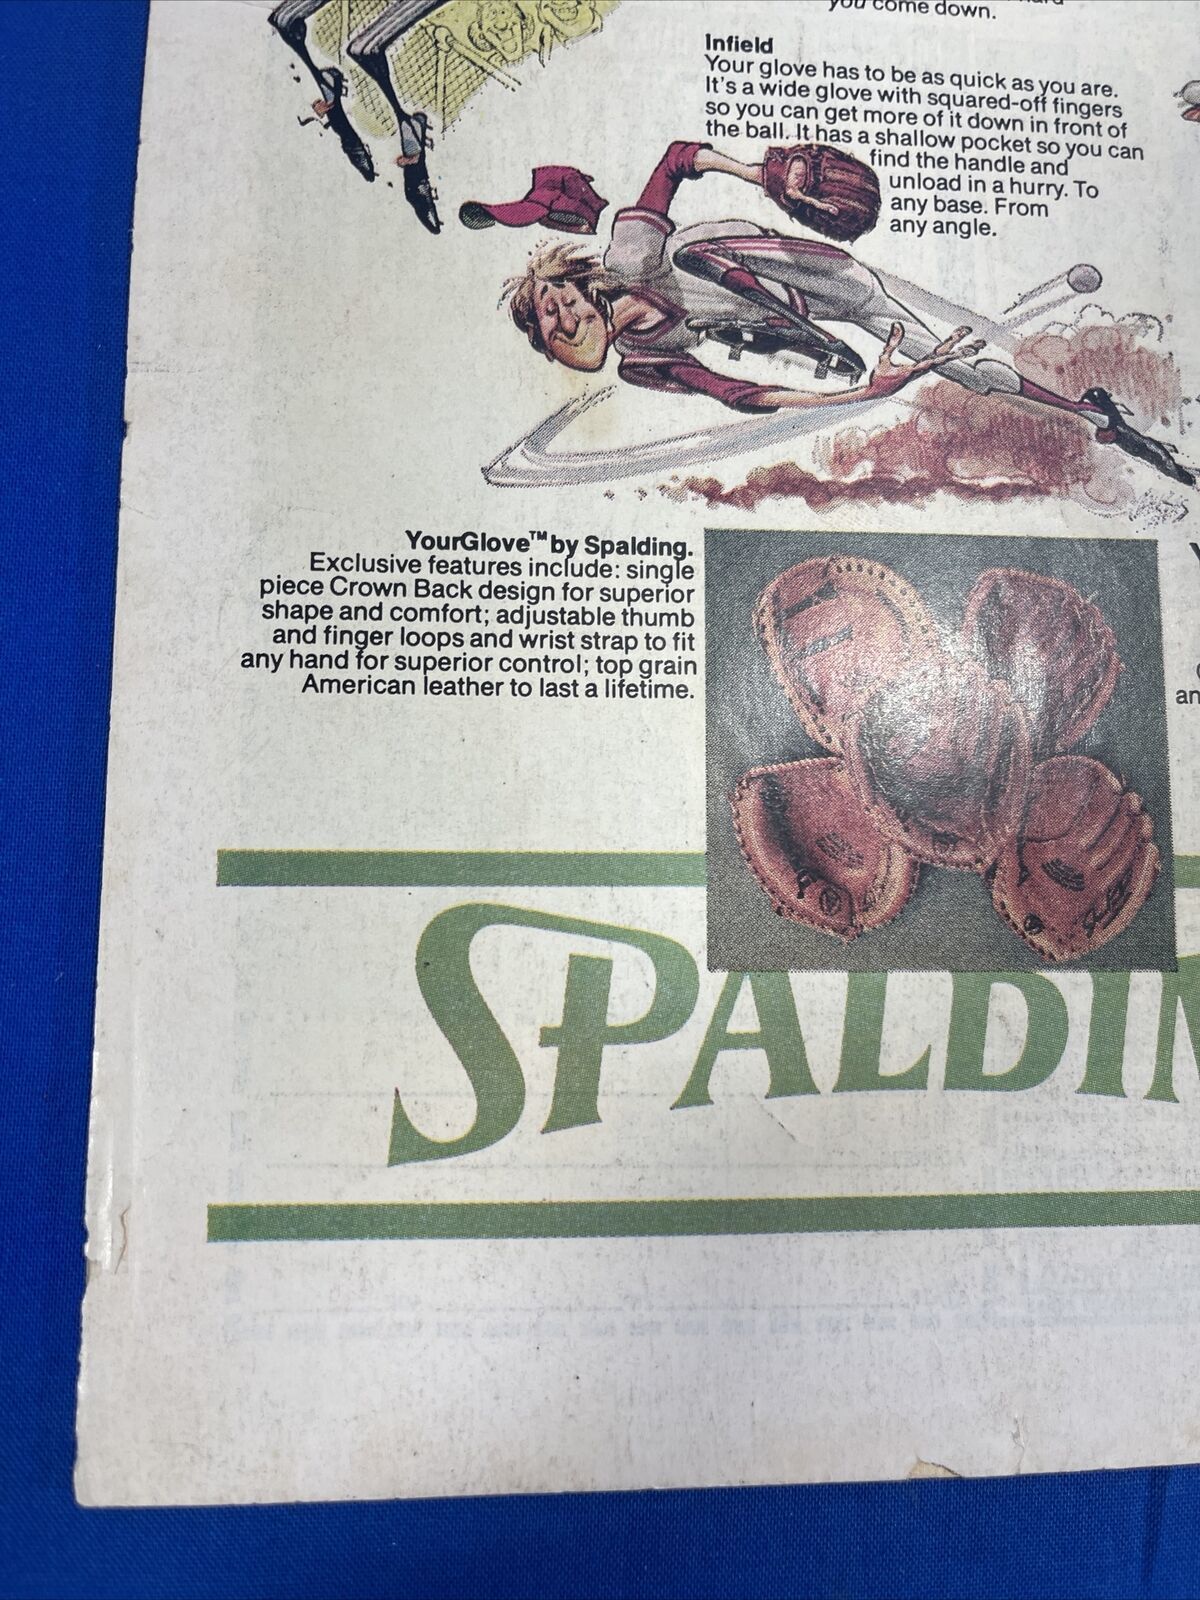 you come down.
Infield
Your glove has to be as quick as you are.
It's a wide glove with squared-off fingers
so you can get more of it down in front of
the ball. It has a shallow pocket so you can
find the handle and
unload in a hurry. To
any base. From
any angle.
YourGlove™ by Spalding.
Exclusive features include: single
piece Crown Back design for superior
shape and comfort; adjustable thumb
and finger loops and wrist strap to fit
any hand for superior control; top grain
American leather to last a lifetime.
an
SPALDIN